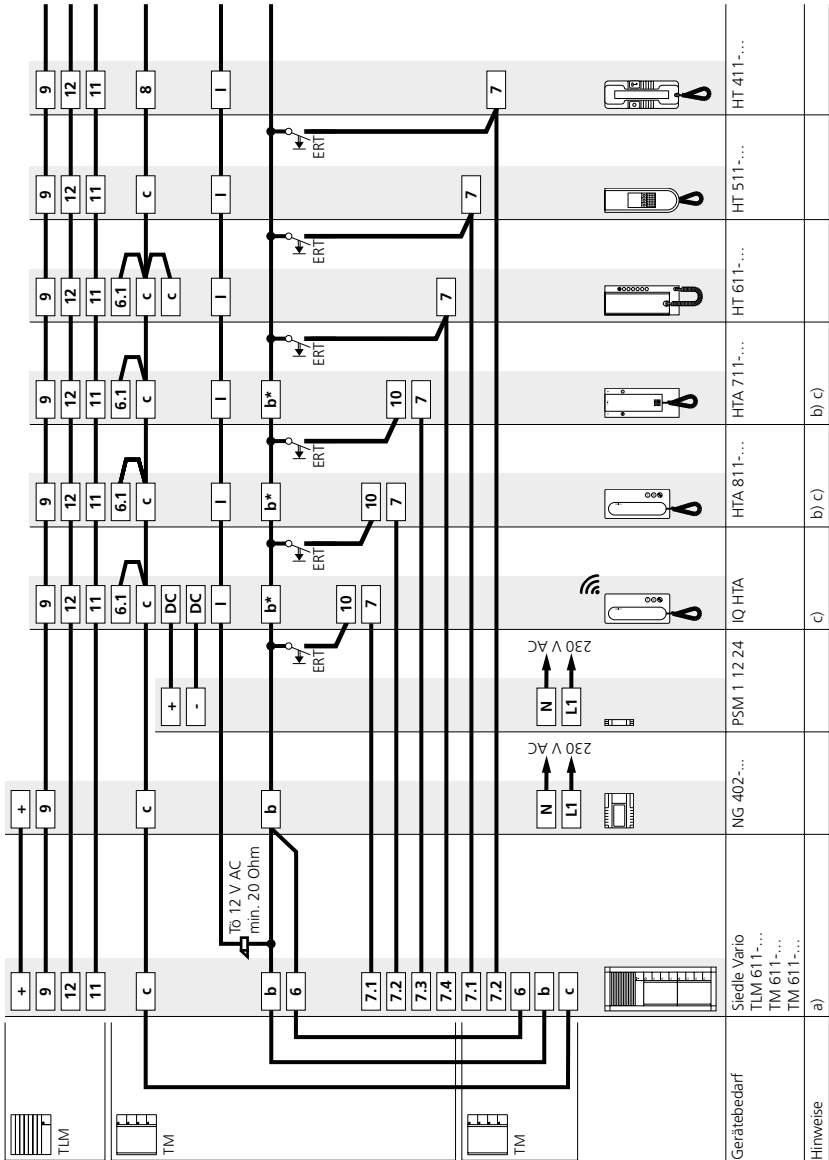 +
+
9
9
9
9
9
9
9
9
TLM
12
12
12
12
12
12
12
11
11
11
11
11
11
11
6.1
6.1
6.1
6.1
c
c
c
c
c
c
c
8
TM
+
DC
c
-
DC
I
I
I
I
I
I
Tö 12 V AC
min. 20 Ohm
b
b
b*
b*
b*
6
ERT
ERT
ERT
ERT
ERT
ERT
7.1
10
7
7.2
10
7
7.3
10
7
7.4
7
7.1
7
7.2
7
TM
6
b
c
N
L1
230 V AC
N
L1
230 V AC
Gerätebedarf
Siedle Vario
TLM 611-...
TM 611-...
TM 611-...
NG 402-...
PSM 1 12 24
IQ HTA
HTA 811-...
HTA 711-...
HT 611-...
HT 511-...
HT 411-...
Hinweise
a)
c)
b) c)
b) c)